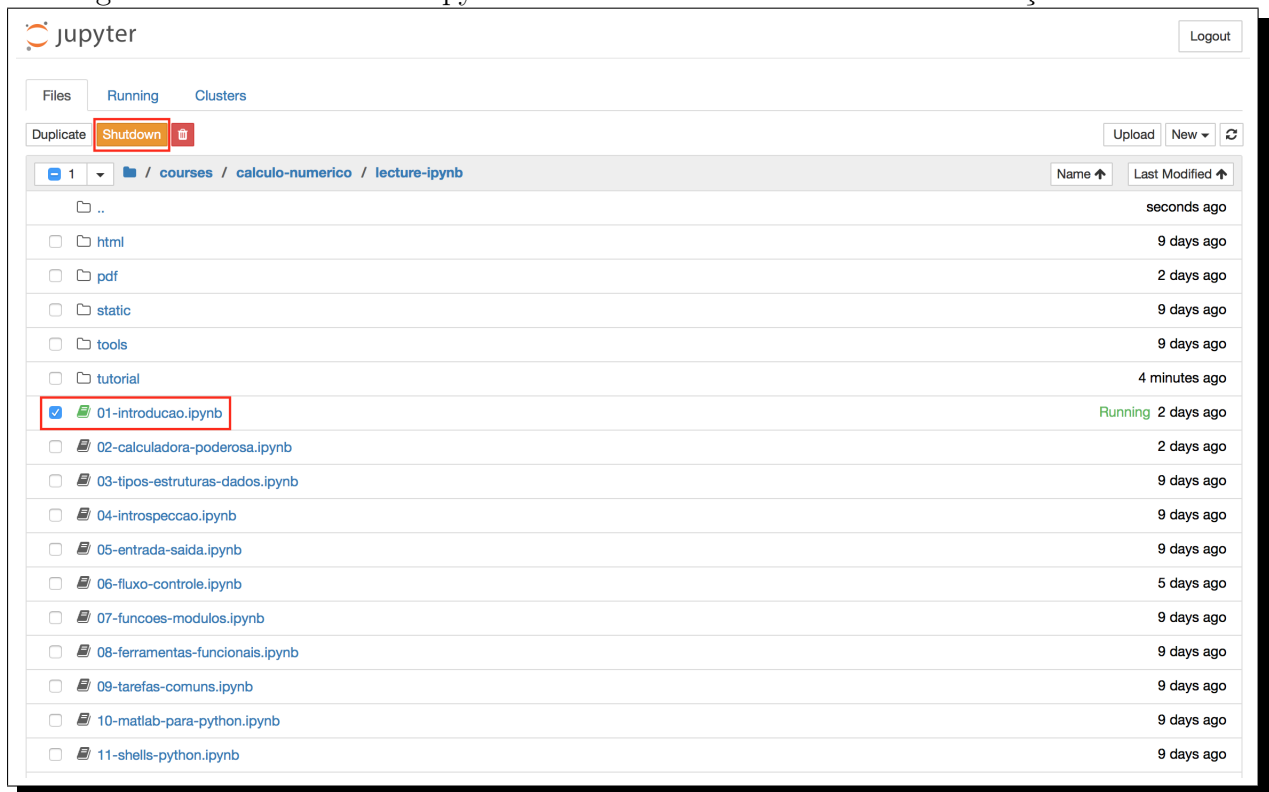 jupyter
Logout
Files Running Clusters
Duplicate Shutdown Upload New
1 / courses / calculo-numerico / lecture-ipynb Name Last Modified
.. seconds ago
html 9 days ago
pdf 2 days ago
static 9 days ago
tools 9 days ago
tutorial 4 minutes ago
01-introducao.ipynb Running 2 days ago
02-calculadora-poderosa.ipynb 2 days ago
03-tipos-estruturas-dados.ipynb 9 days ago
04-introspeccao.ipynb 9 days ago
05-entrada-saida.ipynb 9 days ago
06-fluxo-controle.ipynb 5 days ago
07-funcoes-modulos.ipynb 9 days ago
08-ferramentas-funcionais.ipynb 9 days ago
09-tarefas-comuns.ipynb 9 days ago
10-matlab-para-python.ipynb 9 days ago
11-shells-python.ipynb 9 days ago